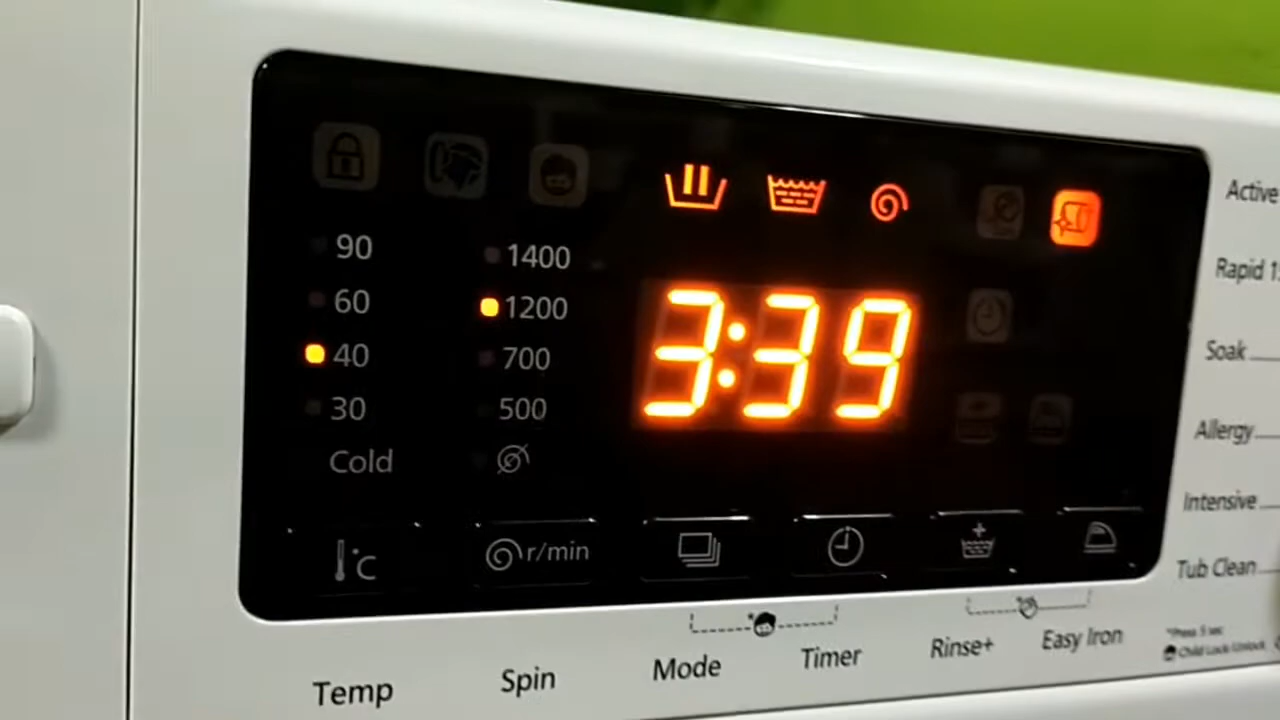 90
60
40
30
Cold
1400
1200
700
500
3:39
°C
r/min
Temp
Spin
Mode
Timer
Rinse+
Easy Iron
Active
Rapid
Soak
Allergy
Intensive
Tub Clean
*Press 5 sec
Child Lock Unlock